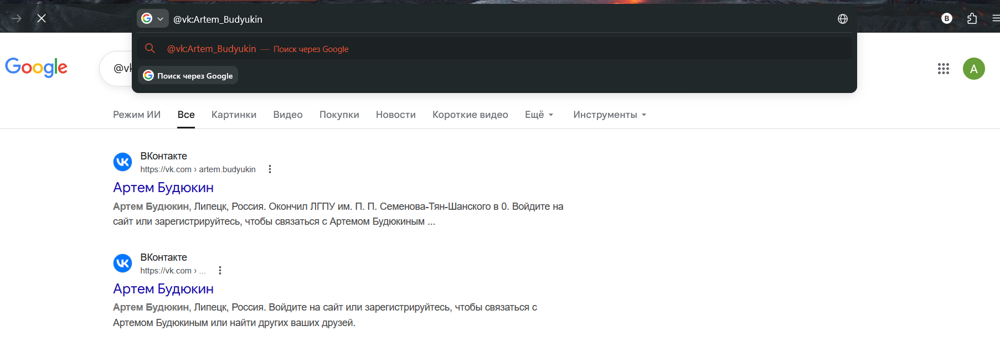 @vk:Artem_Budyukin
B
@vk:Artem_Budyukin — Поиск через Google
Google
@vk
Поиск через Google
A
Режим ИИ Все Картинки Видео Покупки Новости Короткие видео Ещё Инструменты
ВКонтакте
https://vk.com › artem.budyukin
Артем Будюкин
Артем Будюкин, Липецк, Россия. Окончил ЛГПУ им. П. П. Семенова-Тян-Шанского в 0. Войдите на
сайт или зарегистрируйтесь, чтобы связаться с Артемом Будюкиным ...
ВКонтакте
https://vk.com › ...
Артем Будюкин
Артем Будюкин, Липецк, Россия. Войдите на сайт или зарегистрируйтесь, чтобы связаться с
Артемом Будюкиным или найти других ваших друзей.